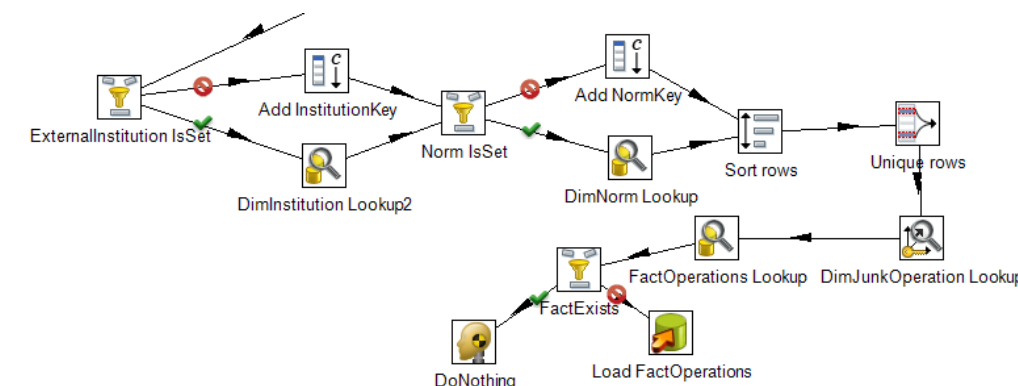 c
c
Add InstitutionKey
Add NormKey
ExternalInstitution IsSet
Norm IsSet
Sort rows
Unique rows
DimInstitution Lookup2
DimNorm Lookup
FactOperations Lookup
DimJunkOperation Lookup
FactExists
Load FactOperations
DoNothing